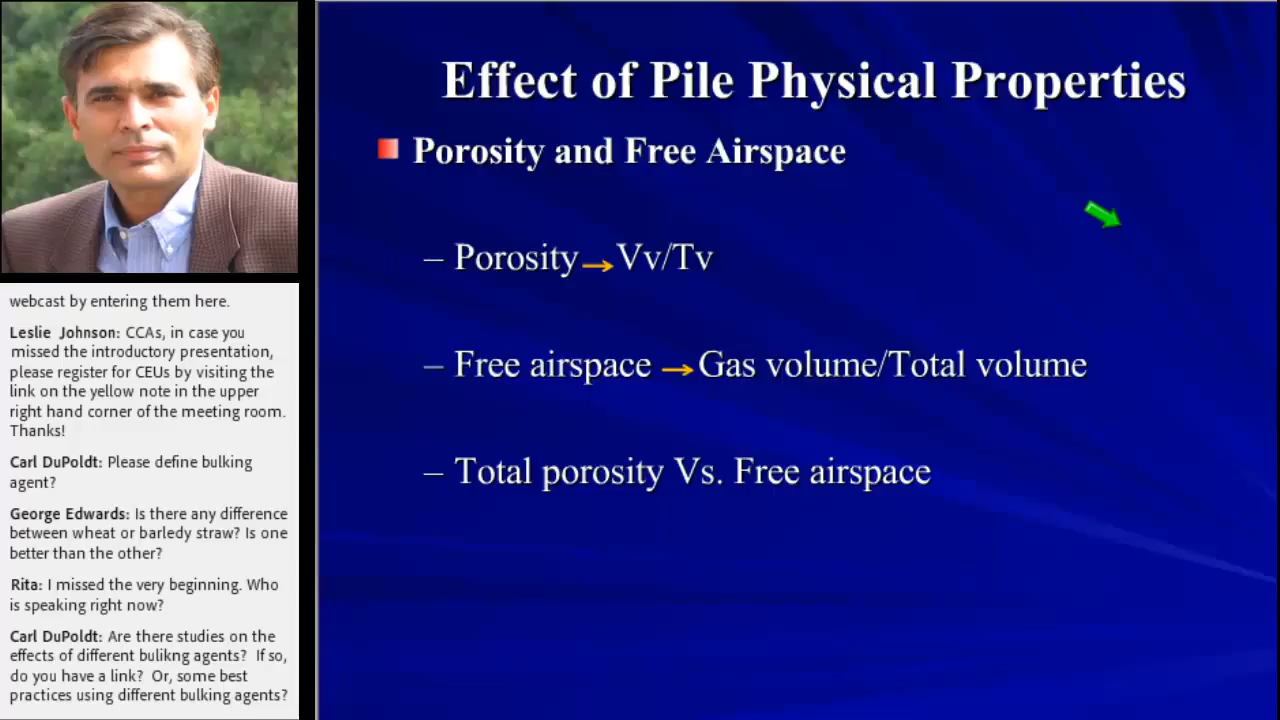 Effect of Pile Physical Properties
Porosity and Free Airspace
– Porosity→Vv/Tv
– Free airspace →Gas volume/Total volume
– Total porosity Vs. Free airspace
webcast by entering them here.
Leslie Johnson: CCAs, in case you
missed the introductory presentation,
please register for CEUs by visiting the
link on the yellow note in the upper
right hand corner of the meeting room.
Thanks!
Carl DuPoldt: Please define bulking
agent?
George Edwards: Is there any difference
between wheat or barledy straw? Is one
better than the other?
Rita: I missed the very beginning. Who
is speaking right now?
Carl DuPoldt: Are there studies on the
effects of different bulikng agents? If so,
do you have a link? Or, some best
practices using different bulking agents?